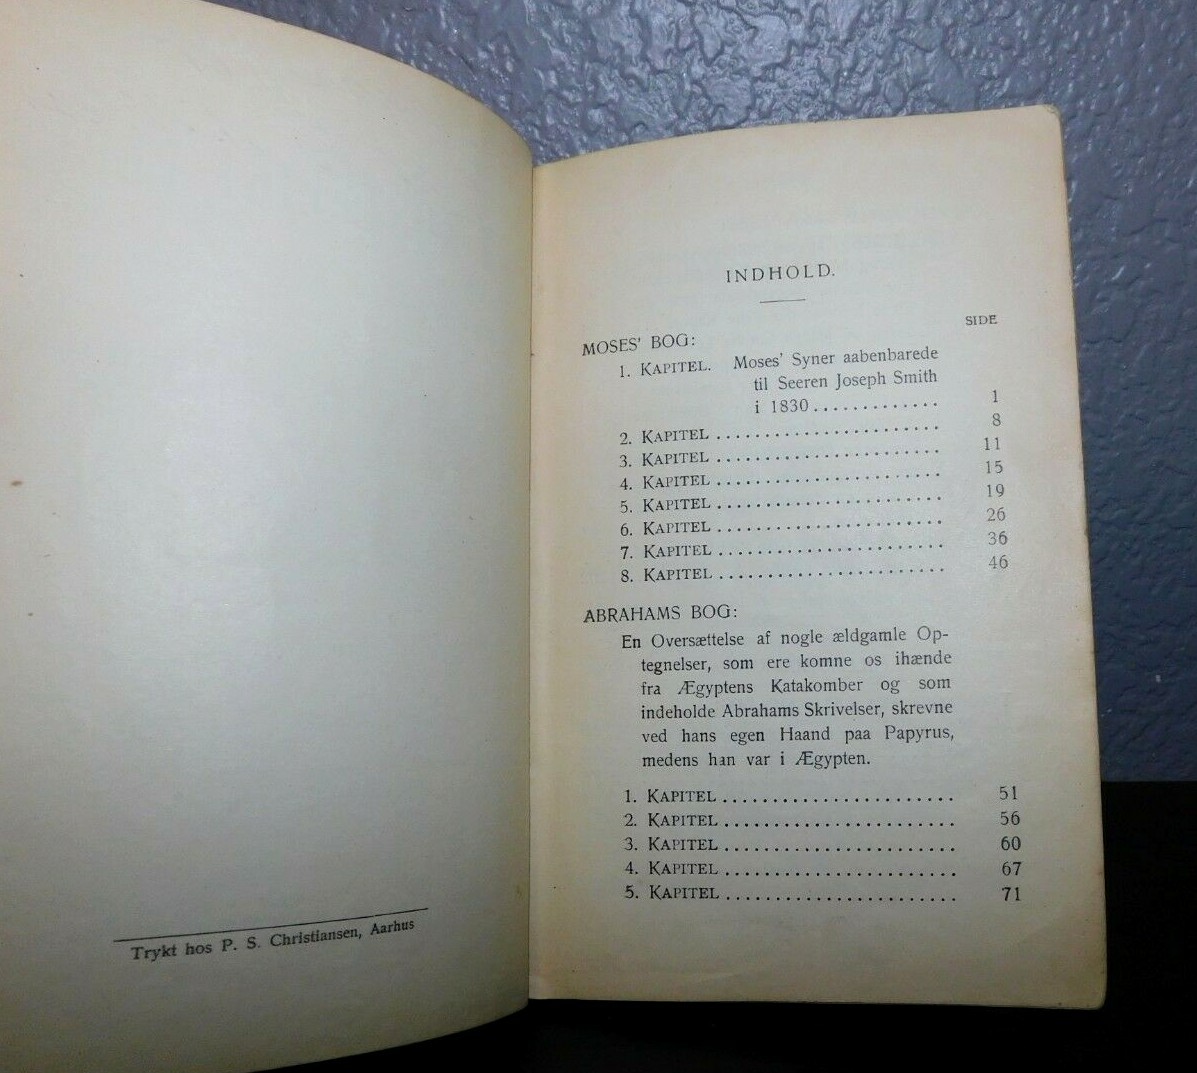 Trykt hos P. S. Christiansen, Aarhus
INDHOLD.
SIDE
MOSES' BOG:
1. KAPITEL. Moses' Syner aabenbarede
til Seeren Joseph Smith
i 1830 ............. 1
2. KAPITEL ....................... 8
3. KAPITEL ....................... 11
4. KAPITEL ....................... 15
5. KAPITEL ....................... 19
6. KAPITEL ....................... 26
7. KAPITEL ....................... 36
8. KAPITEL ....................... 46
ABRAHAMS BOG:
En Oversættelse af nogle ældgamle Op-
tegnelser, som ere komne os ihænde
fra Ægyptens Katakomber og som
indeholde Abrahams Skrivelser, skrevne
ved hans egen Haand paa Papyrus,
medens han var i Ægypten.
1. KAPITEL ........................ 51
2. KAPITEL ........................ 56
3. KAPITEL ........................ 60
4. KAPITEL ........................ 67
5. KAPITEL ........................ 71